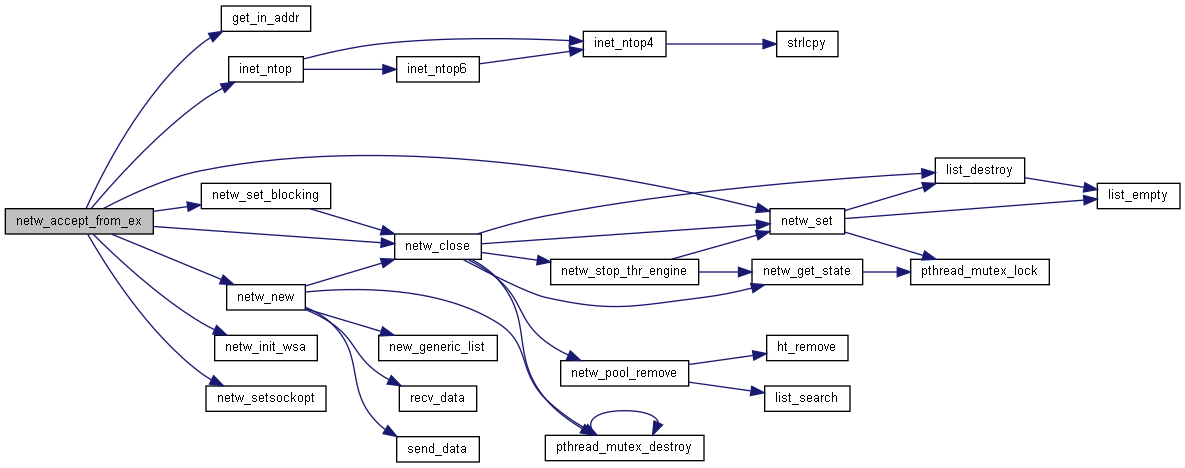 get_in_addr
inet_ntop4
strlcpy
inet_ntop
inet_ntop6
list_destroy
netw_set_blocking
list_empty
netw_accept_from_ex
netw_set
netw_close
netw_stop_thr_engine
netw_get_state
pthread_mutex_lock
netw_new
netw_init_wsa
new_generic_list
ht_remove
netw_pool_remove
netw_setsockopt
recv_data
list_search
send_data
pthread_mutex_destroy